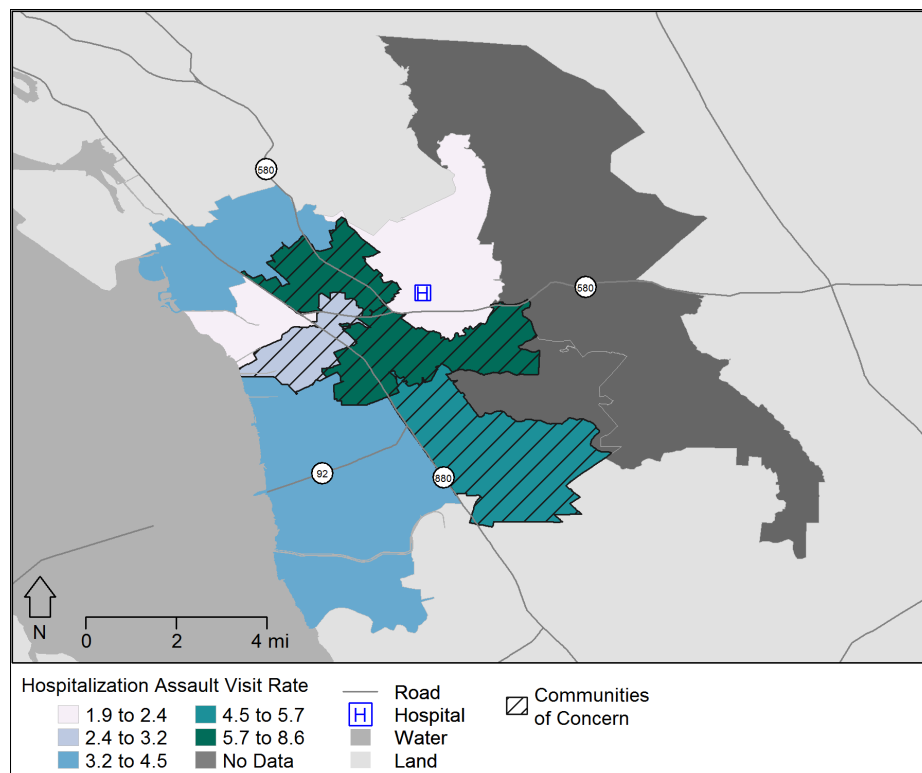 580
580
92
880
N
0 2 4 mi
Hospitalization Assault Visit Rate
1.9 to 2.4
2.4 to 3.2
3.2 to 4.5
4.5 to 5.7
5.7 to 8.6
No Data
Road
H Hospital
Water
Land
Communities
of Concern
H